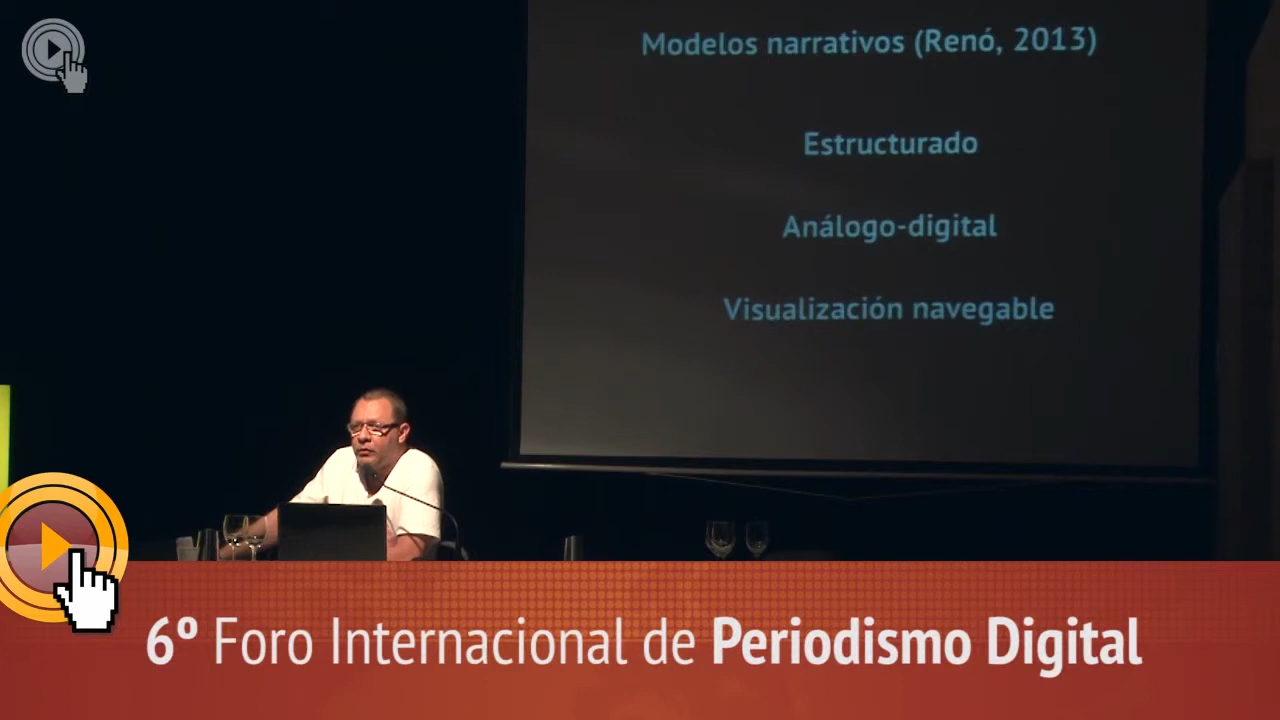 Modelos narrativos (Renó, 2013)
Estructurado
Análogo-digital
Visualización navegable
6º Foro Internacional de Periodismo Digital